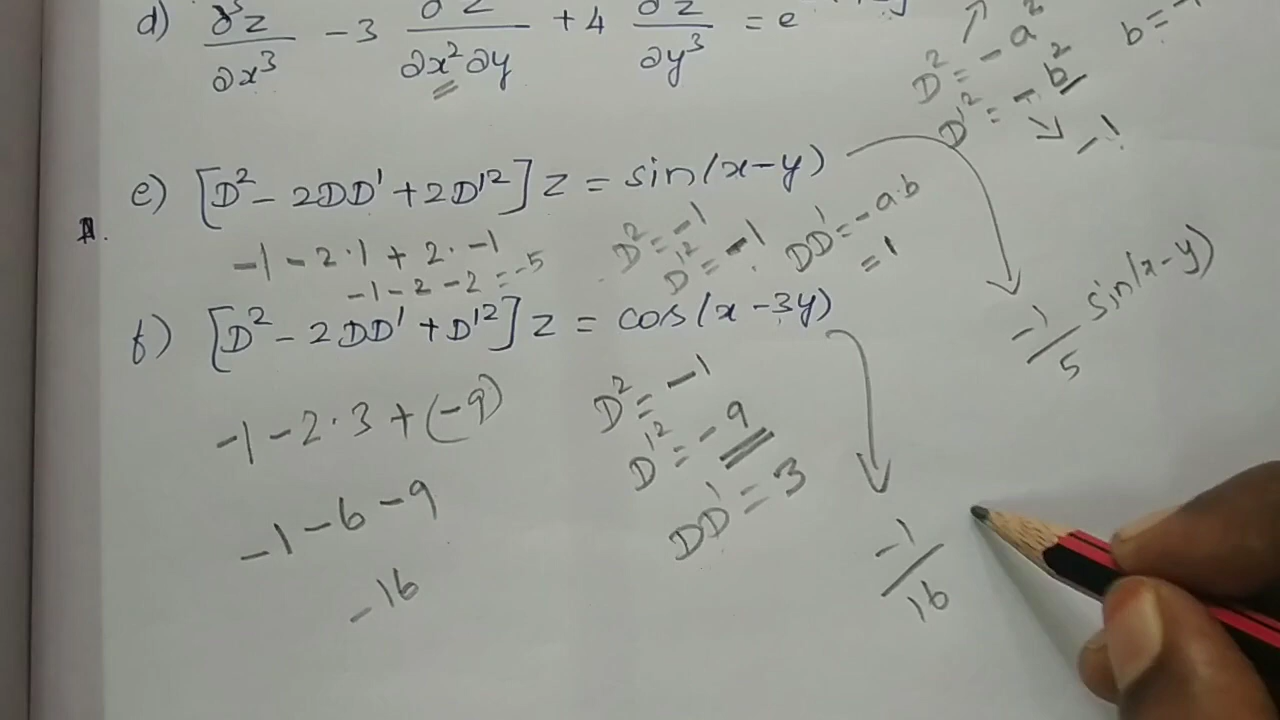 d) ∂³z/∂x³ - 3 ∂ z/∂x²∂y + 4 ∂ z/∂y³ = e
D² = -a²
b = -1
D'² = -b²
→ -1
e) [D² - 2DD' + 2D'²] z = sin(x-y)
-1 - 2·1 + 2·-1
-1 - 2 - 2 = -5
D² = -1
D'² = -1
DD' = -a·b
= 1
-1/5 sin(x-y)
f) [D² - 2DD' + D'²] z = cos(x-3y)
-1 - 2·3 + (-9)
-1 - 6 - 9
-16
D² = -1
D'² = -9
DD' = 3
-1/16